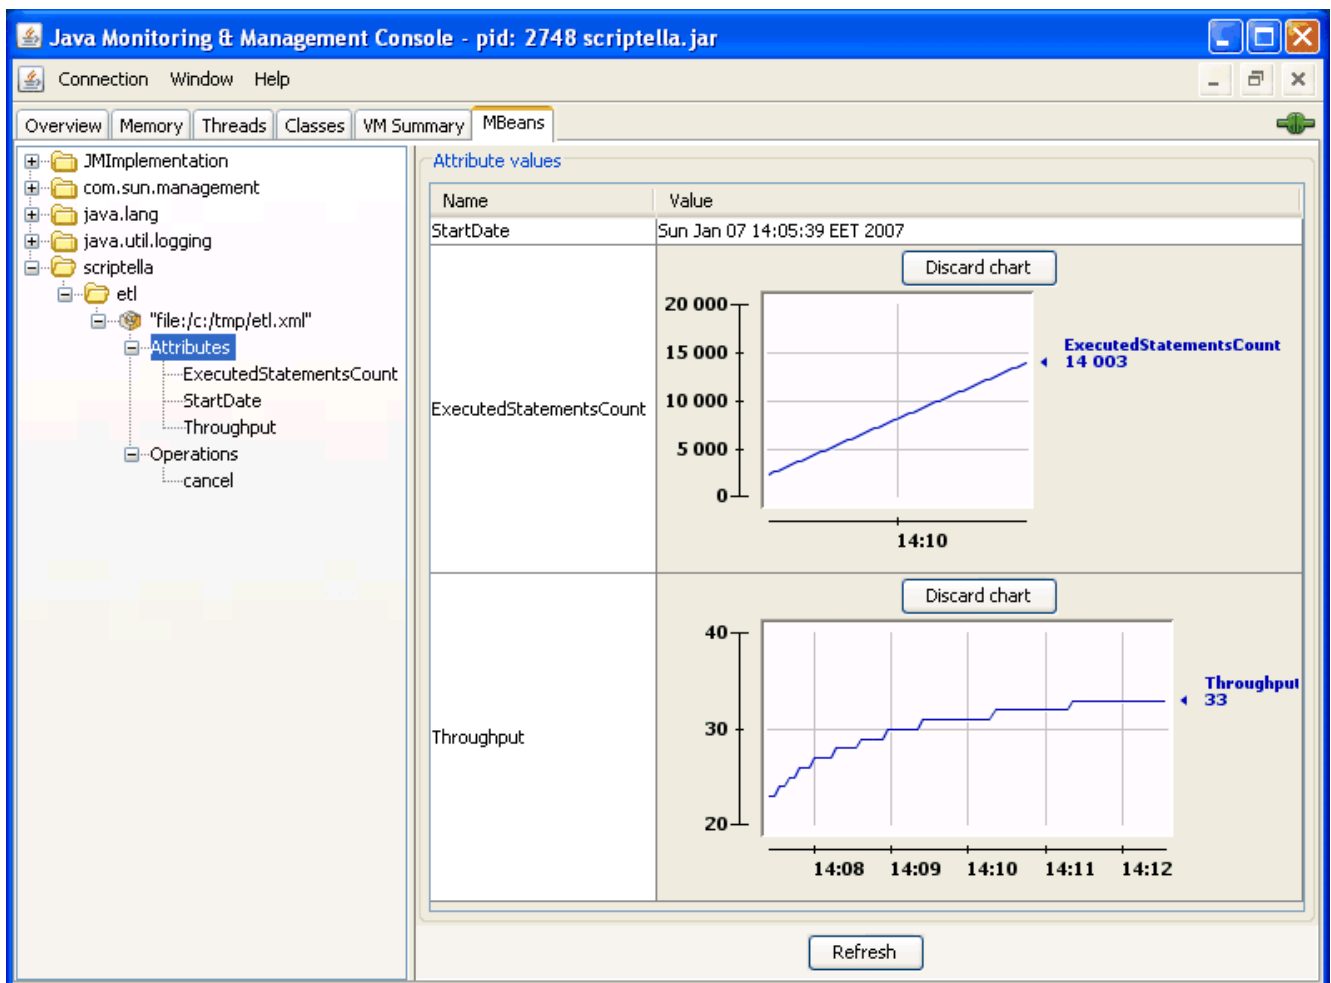 Java Monitoring & Management Console - pid: 2748 scriptella.jar
Connection Window Help
Overview Memory Threads Classes VM Summary MBeans
JMImplementation
com.sun.management
java.lang
java.util.logging
scriptella
etl
"file:/c:/tmp/etl.xml"
Attributes
ExecutedStatementsCount
StartDate
Throughput
Operations
cancel
Attribute values
Name Value
StartDate Sun Jan 07 14:05:39 EET 2007
ExecutedStatementsCount
Discard chart
20 000
15 000
10 000
5 000
0
14:10
ExecutedStatementsCount
14 003
Throughput
Discard chart
40
30
20
14:08 14:09 14:10 14:11 14:12
Throughput
33
Refresh